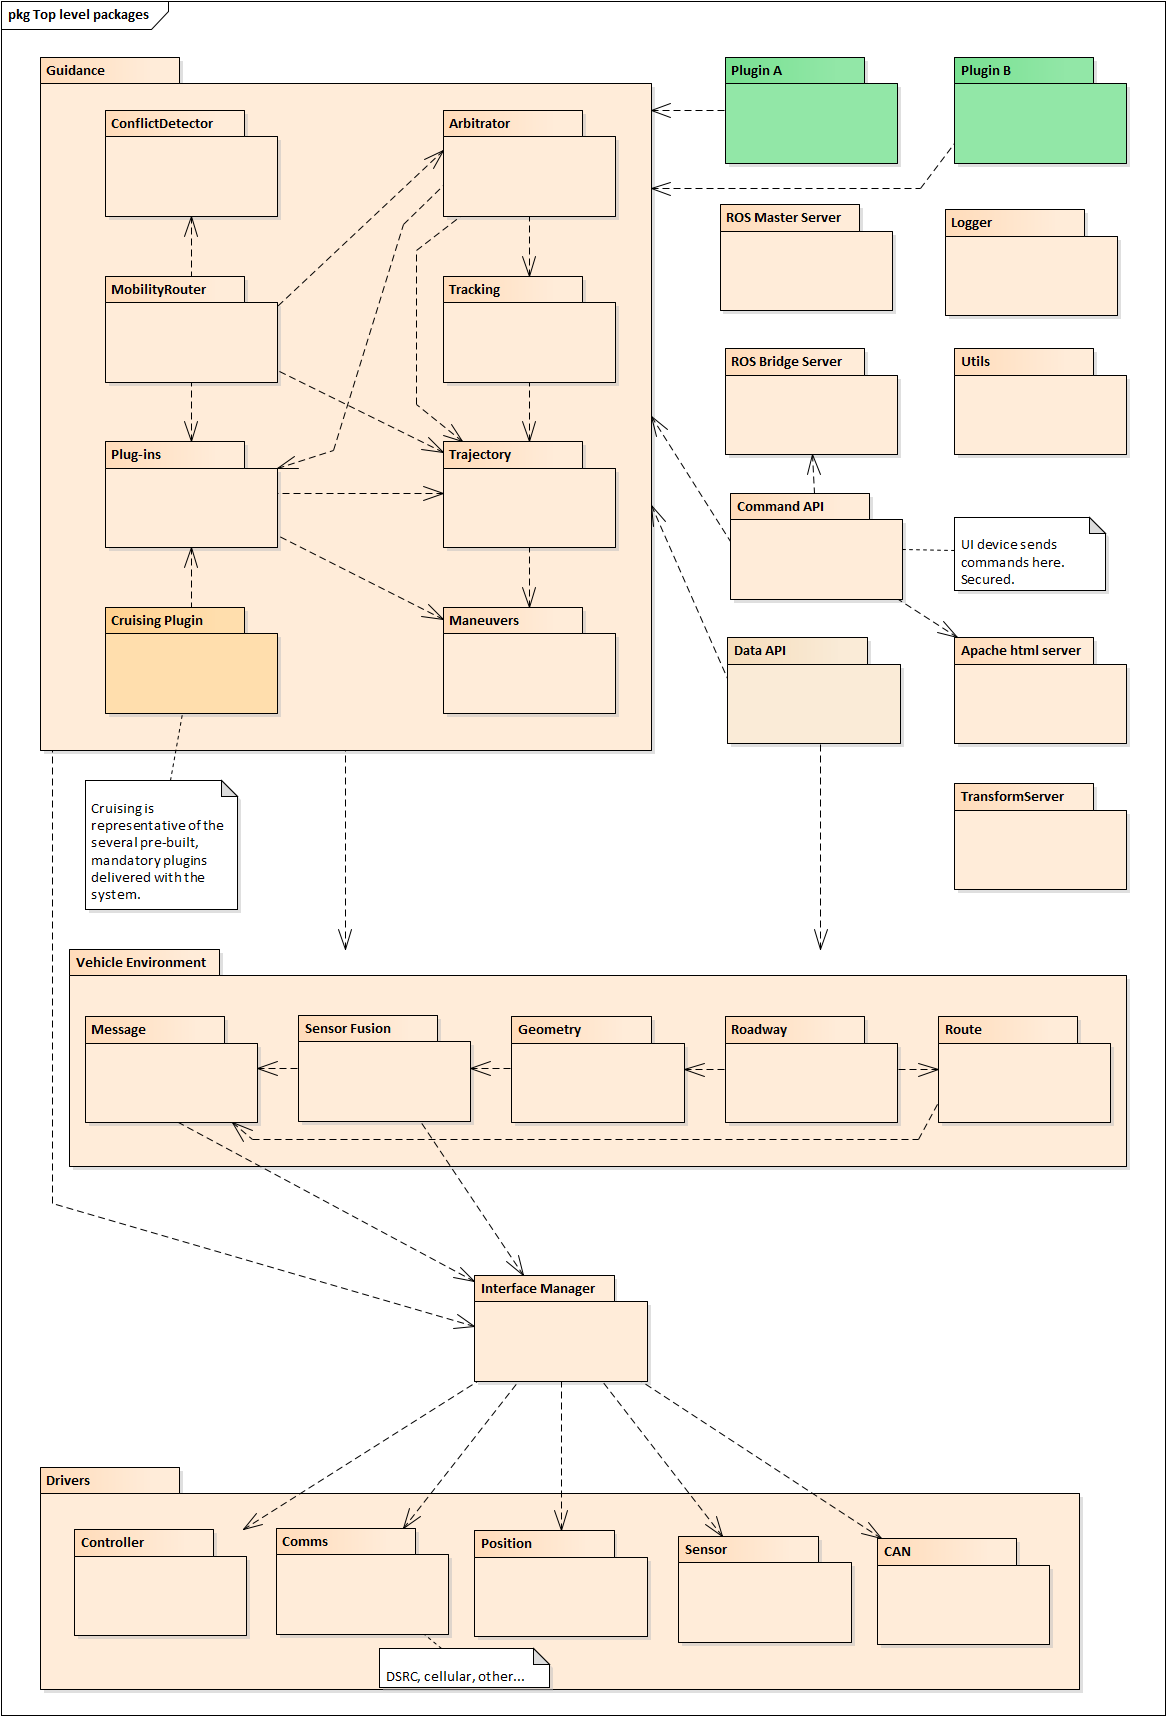 pkg Top level packages
Guidance
Plugin A
Plugin B
ConflictDetector
Arbitrator
ROS Master Server
Logger
MobilityRouter
Tracking
ROS Bridge Server
Utils
Plug-ins
Trajectory
Command API
UI device sends
commands here.
Secured.
Cruising Plugin
Maneuvers
Data API
Apache html server
TransformServer
Cruising is
representative of the
several pre-built,
mandatory plugins
delivered with the
system.
Vehicle Environment
Message
Sensor Fusion
Geometry
Roadway
Route
Interface Manager
Drivers
Controller
Comms
Position
Sensor
CAN
DSRC, cellular, other...